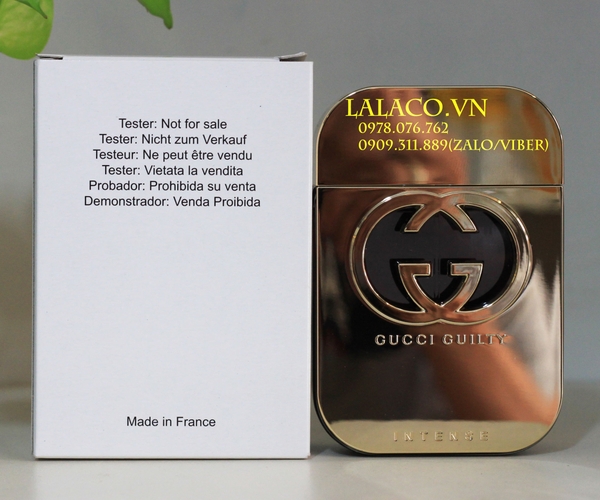 Tester: Not for sale
Tester: Nicht zum Verkauf
Testeur: Ne peut être vendu
Tester: Vietata la vendita
Probador: Prohibida su venta
Demonstrador: Venda Proibida
Made in France
LALACO.VN
0978.076.762
0909.311.889(ZALO/VIBER)
GUCCI GUILTY
INTENSE